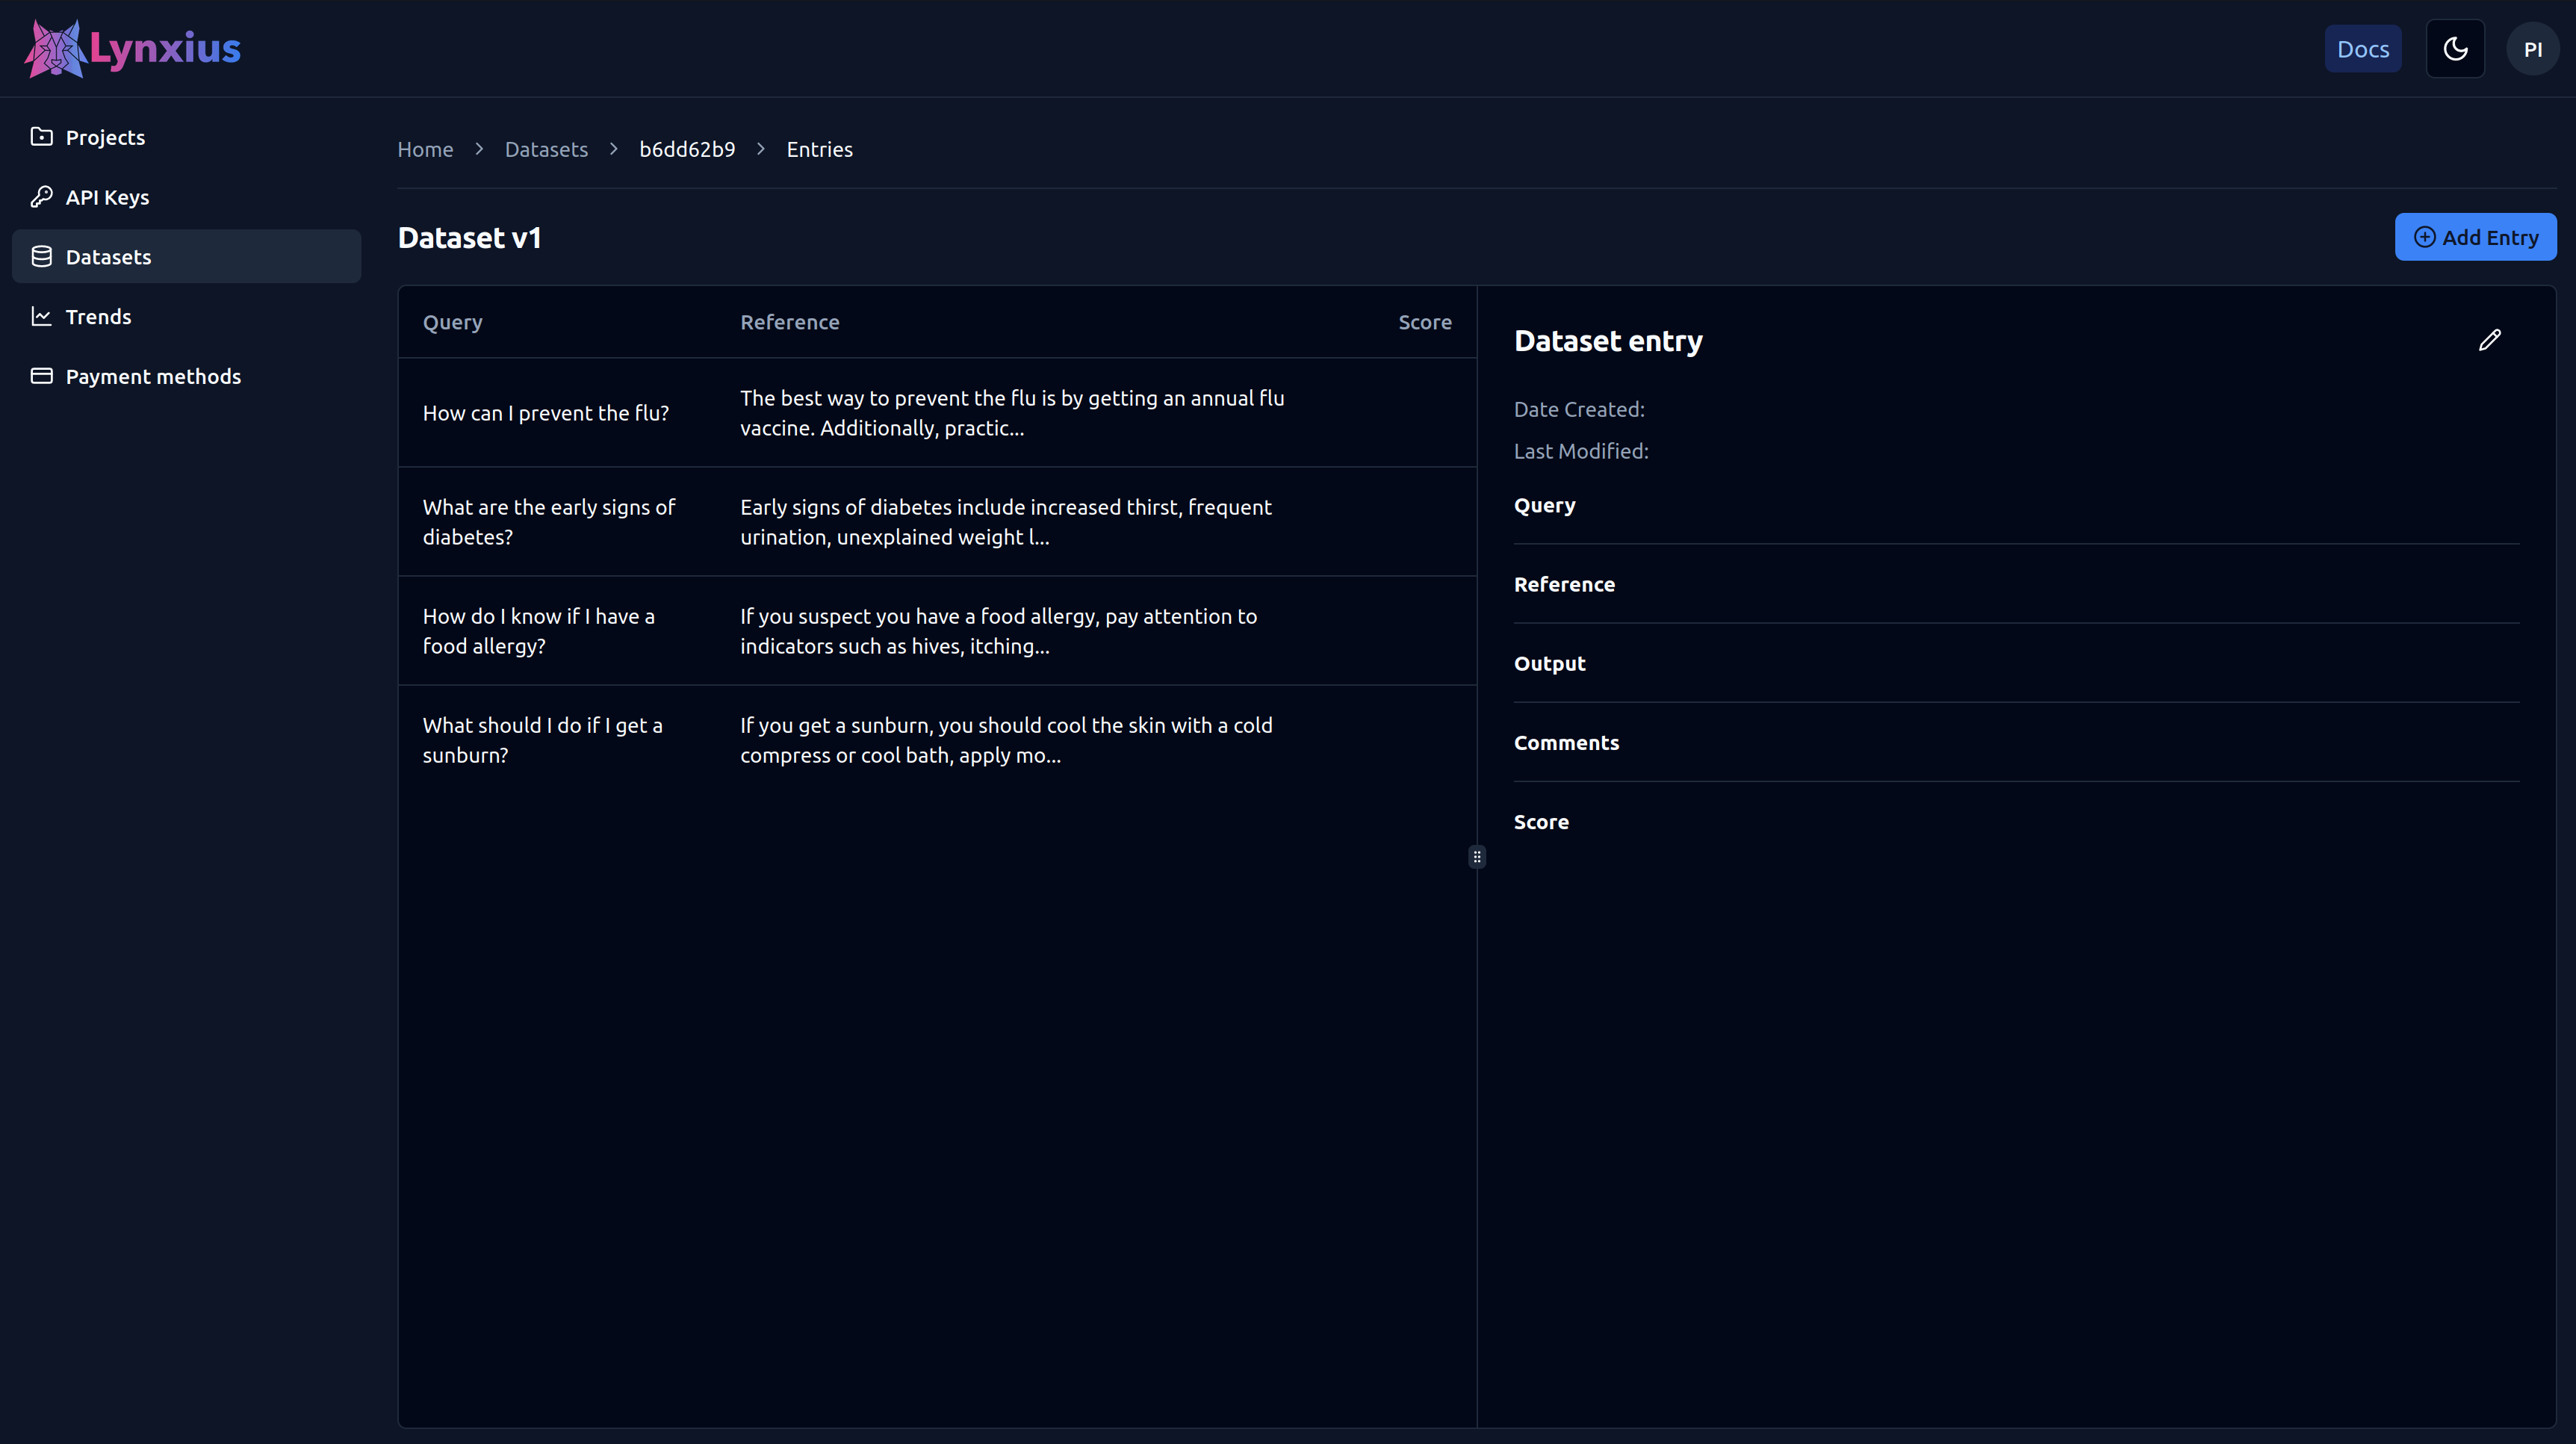 Lynxius
Docs
PI
Projects
API Keys
Datasets
Trends
Payment methods
Home > Datasets > b6dd62b9 > Entries
Dataset v1
Add Entry
Query Reference Score
How can I prevent the flu?
The best way to prevent the flu is by getting an annual flu
vaccine. Additionally, practic...
What are the early signs of
diabetes?
Early signs of diabetes include increased thirst, frequent
urination, unexplained weight l...
How do I know if I have a
food allergy?
If you suspect you have a food allergy, pay attention to
indicators such as hives, itching...
What should I do if I get a
sunburn?
If you get a sunburn, you should cool the skin with a cold
compress or cool bath, apply mo...
Dataset entry
Date Created:
Last Modified:
Query
Reference
Output
Comments
Score